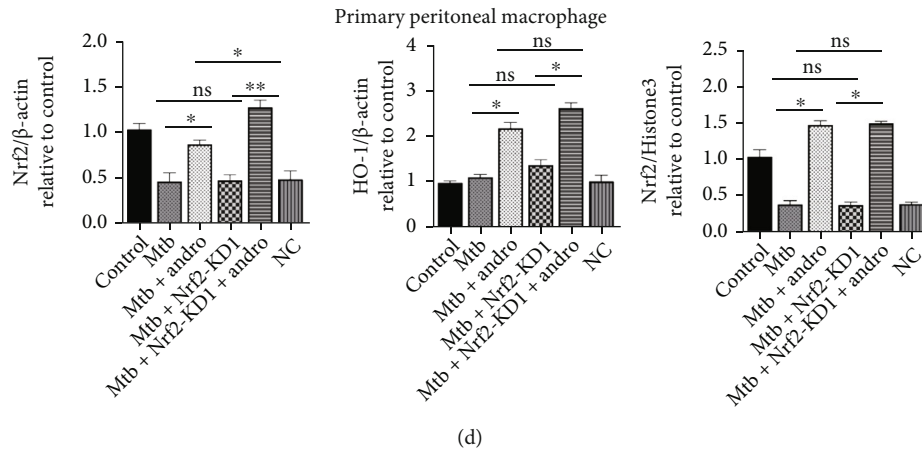 Primary peritoneal macrophage
Nrf2/β-actin
relative to control
2.0
1.5
1.0
0.5
0.0
*
ns
**
*
Control
Mtb
Mtb + andro
Mtb + Nrf2-KD1
Mtb + Nrf2-KD1 + andro
NC
HO-1/β-actin
relative to control
4
3
2
1
0
ns
ns
*
*
Control
Mtb
Mtb + andro
Mtb + Nrf2-KD1
Mtb + Nrf2-KD1 + andro
NC
Nrf2/Histone3
relative to control
2.5
2.0
1.5
1.0
0.5
0.0
ns
ns
*
*
Control
Mtb
Mtb + andro
Mtb + Nrf2-KD1
Mtb + Nrf2-KD1 + andro
NC
(d)